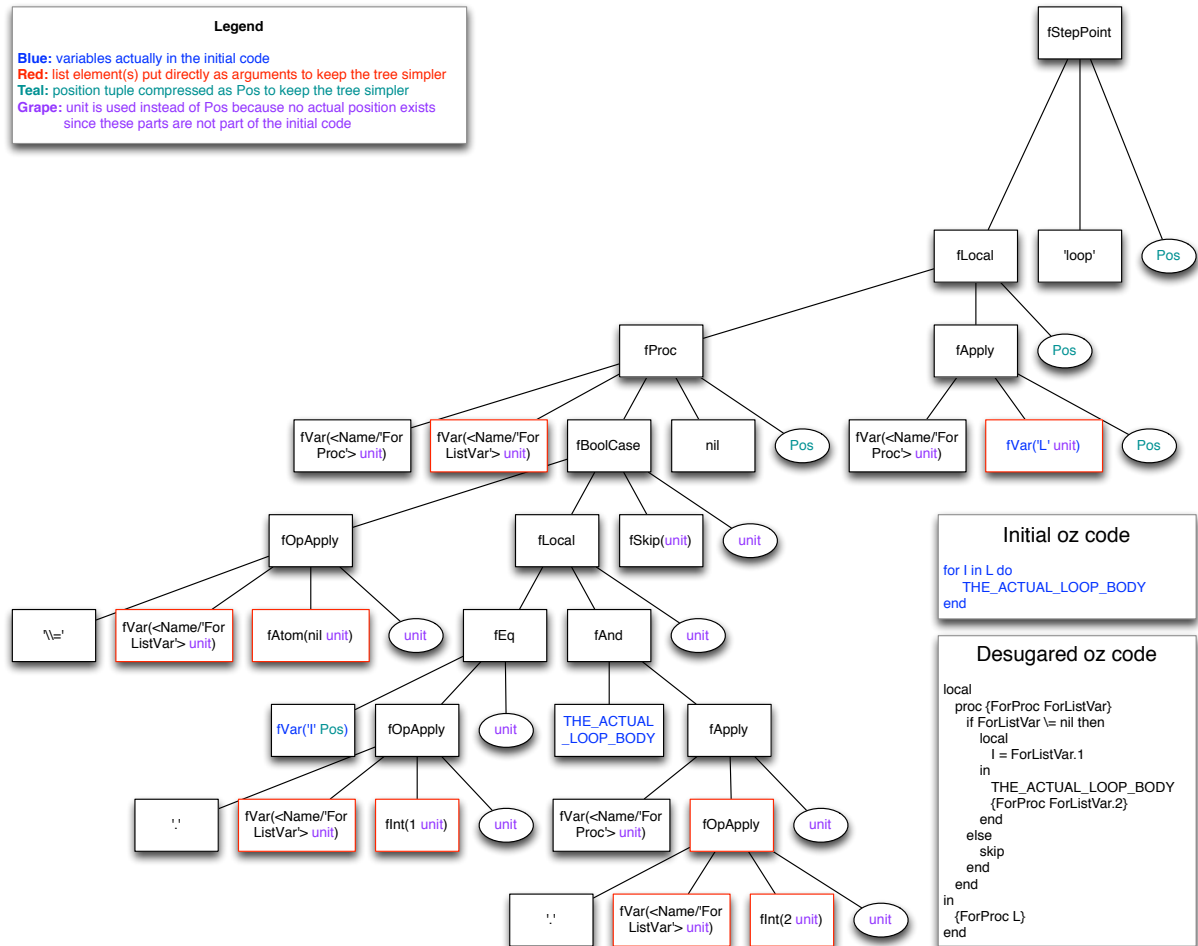 Legend
Blue: variables actually in the initial code
Red: list element(s) put directly as arguments to keep the tree simpler
Teal: position tuple compressed as Pos to keep the tree simpler
Grape: unit is used instead of Pos because no actual position exists
since these parts are not part of the initial code
fStepPoint
fLocal
'loop'
Pos
fProc
fApply
Pos
fVar(<Name/'For
Proc'> unit)
fVar(<Name/'For
ListVar'> unit)
fBoolCase
nil
Pos
fVar(<Name/'For
Proc'> unit)
fVar('L' unit)
Pos
fOpApply
fLocal
fSkip(unit)
unit
'\\='
fVar(<Name/'For
ListVar'> unit)
fAtom(nil unit)
unit
fEq
fAnd
unit
fVar('I' Pos)
fOpApply
unit
THE_ACTUAL
_LOOP_BODY
fApply
'.'
fVar(<Name/'For
ListVar'> unit)
fInt(1 unit)
unit
fVar(<Name/'For
Proc'> unit)
fOpApply
unit
'.'
fVar(<Name/'For
ListVar'> unit)
fInt(2 unit)
unit
Initial oz code
for I in L do
THE_ACTUAL_LOOP_BODY
end
Desugared oz code
local
proc {ForProc ForListVar}
if ForListVar \= nil then
local
I = ForListVar.1
in
THE_ACTUAL_LOOP_BODY
{ForProc ForListVar.2}
end
else
skip
end
end
in
{ForProc L}
end